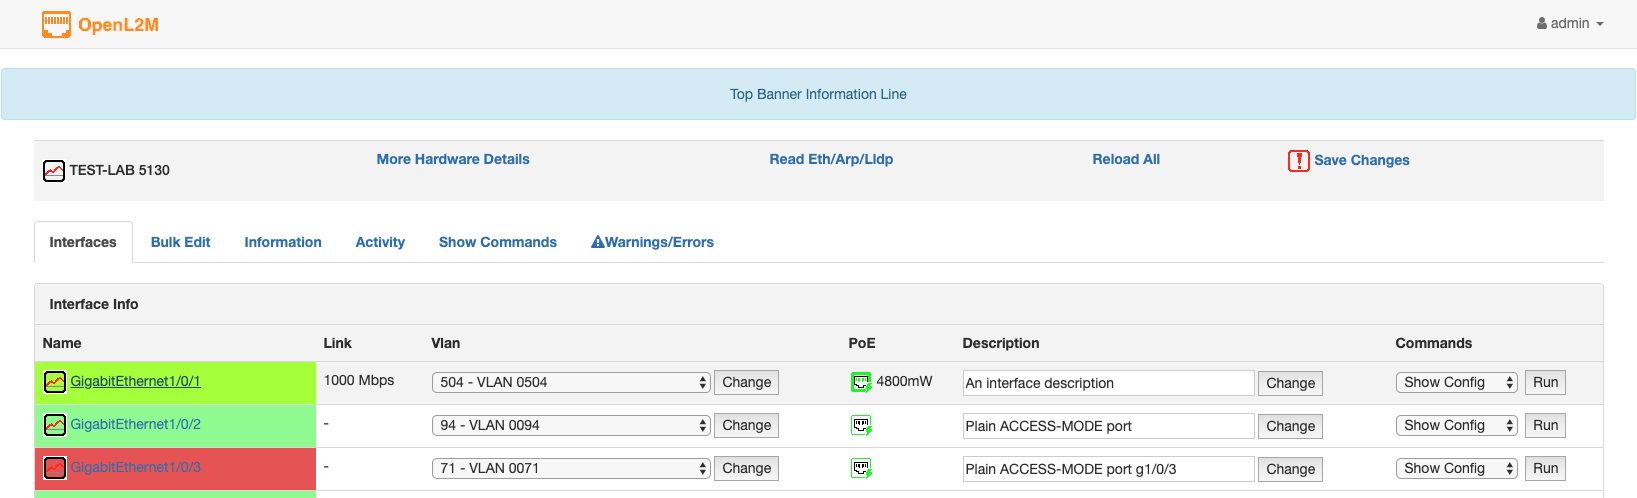 OpenL2M admin
Top Banner Information Line
TEST-LAB 5130 More Hardware Details Read Eth/Arp/Lldp Reload All Save Changes
Interfaces Bulk Edit Information Activity Show Commands Warnings/Errors
Interface Info
Name Link Vlan PoE Description Commands
GigabitEthernet1/0/1 1000 Mbps 504 - VLAN 0504 Change 4800mW An interface description Change Show Config Run
GigabitEthernet1/0/2 - 94 - VLAN 0094 Change Plain ACCESS-MODE port Change Show Config Run
GigabitEthernet1/0/3 - 71 - VLAN 0071 Change Plain ACCESS-MODE port g1/0/3 Change Show Config Run